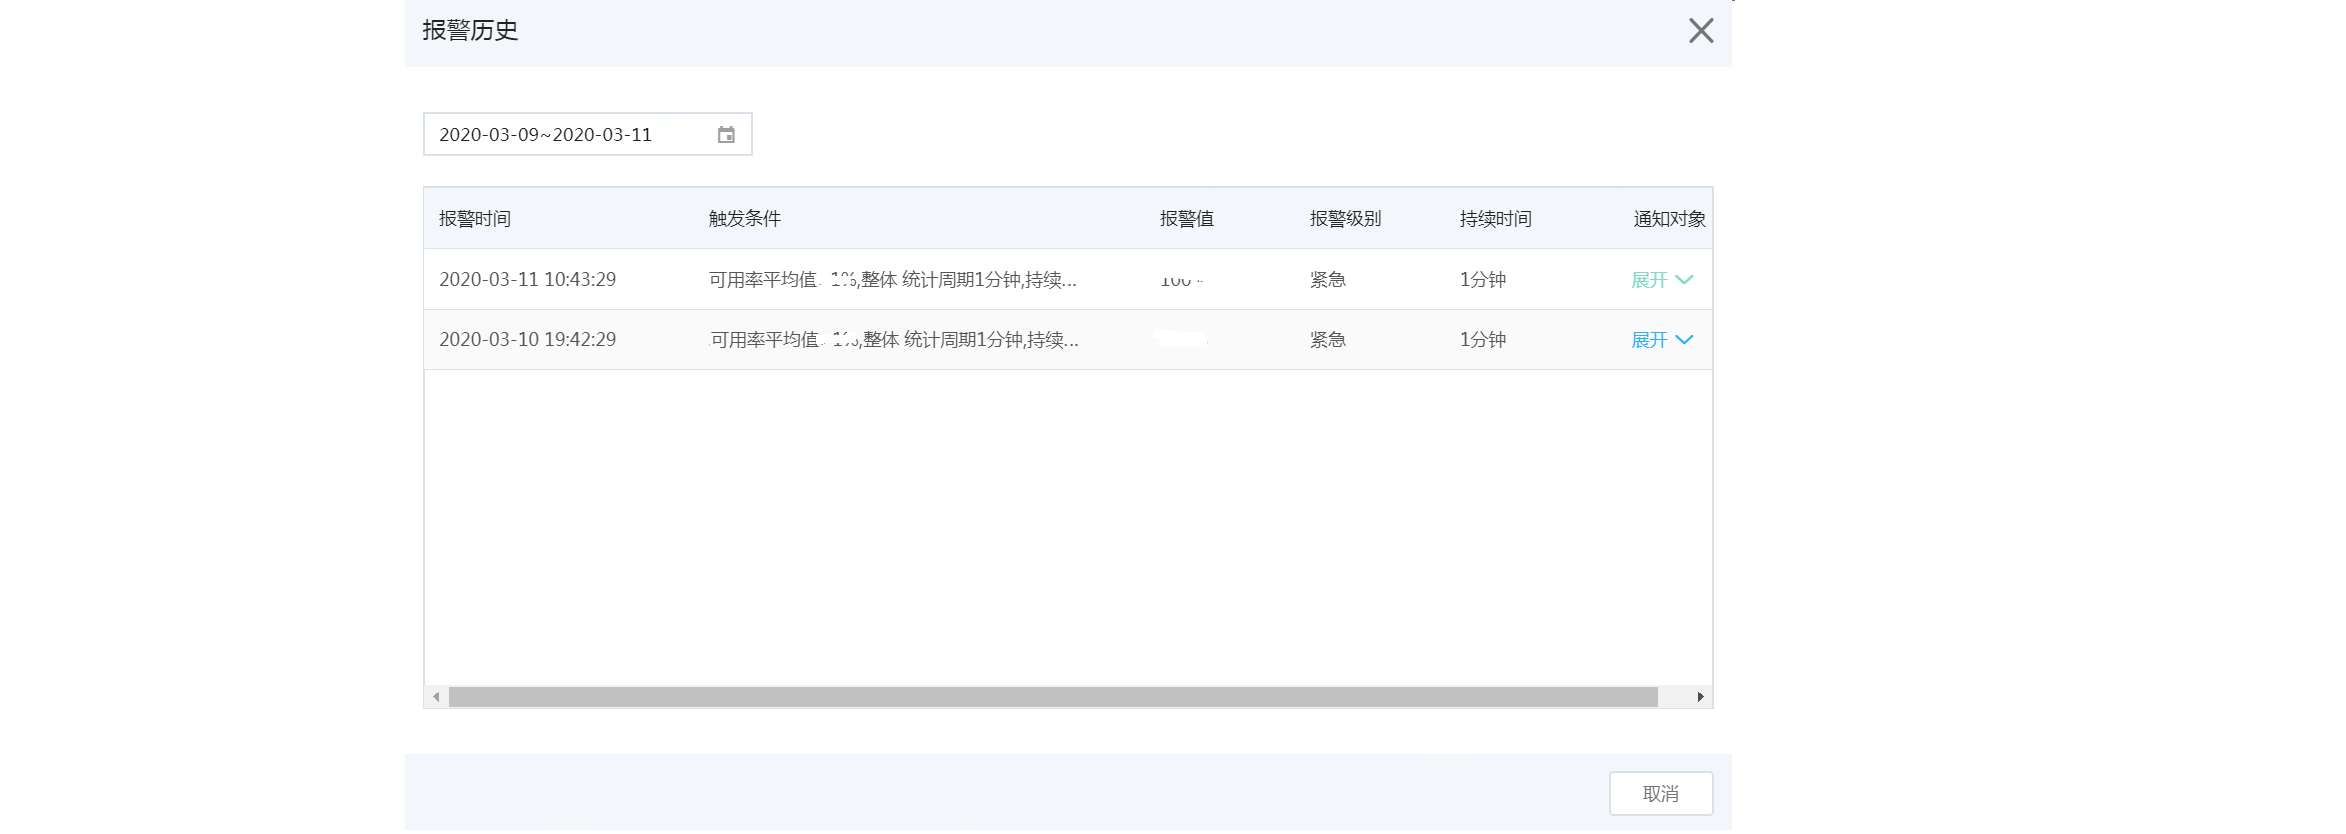 报警历史
2020-03-09~2020-03-11
报警时间 触发条件 报警值 报警级别 持续时间 通知对象
2020-03-11 10:43:29 可用率平均值 1%,整体 统计周期1分钟,持续... 紧急 1分钟 展开
2020-03-10 19:42:29 可用率平均值 1%,整体 统计周期1分钟,持续... 紧急 1分钟 展开
取消